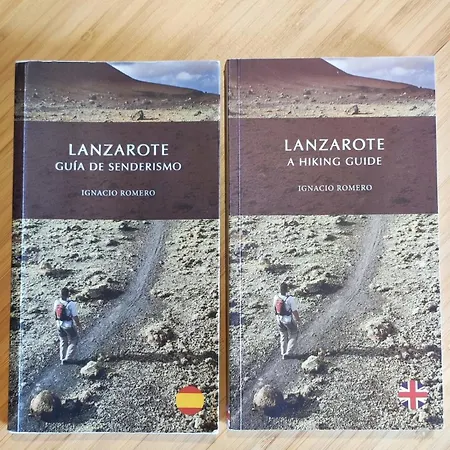 LANZAROTE
GUÍA DE SENDERISMO
IGNACIO ROMERO
LANZAROTE
A HIKING GUIDE
IGNACIO ROMERO